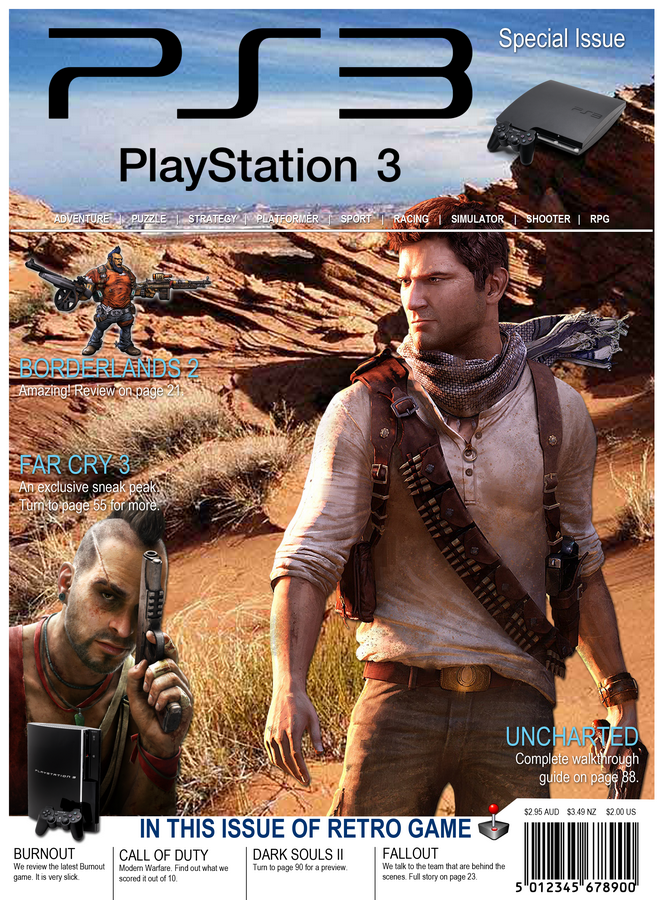 PS3
Special Issue
PlayStation 3
ADVENTURE | PUZZLE | STRATEGY | PLATFORMER | SPORT | RACING | SIMULATOR | SHOOTER | RPG
BORDERLANDS 2
Amazing! Review on page 21.
FAR CRY 3
An exclusive sneak peak.
Turn to page 55 for more.
UNCHARTED
Complete walkthrough
guide on page 88.
PLAYSTATION 3
IN THIS ISSUE OF RETRO GAME
$2.95 AUD $3.49 NZ $2.00 US
BURNOUT
We review the latest Burnout
game. It is very slick.
CALL OF DUTY
Modern Warfare. Find out what we
scored it out of 10.
DARK SOULS II
Turn to page 90 for a preview.
FALLOUT
We talk to the team that are behind the
scenes. Full story on page 23.
5 012345 678900